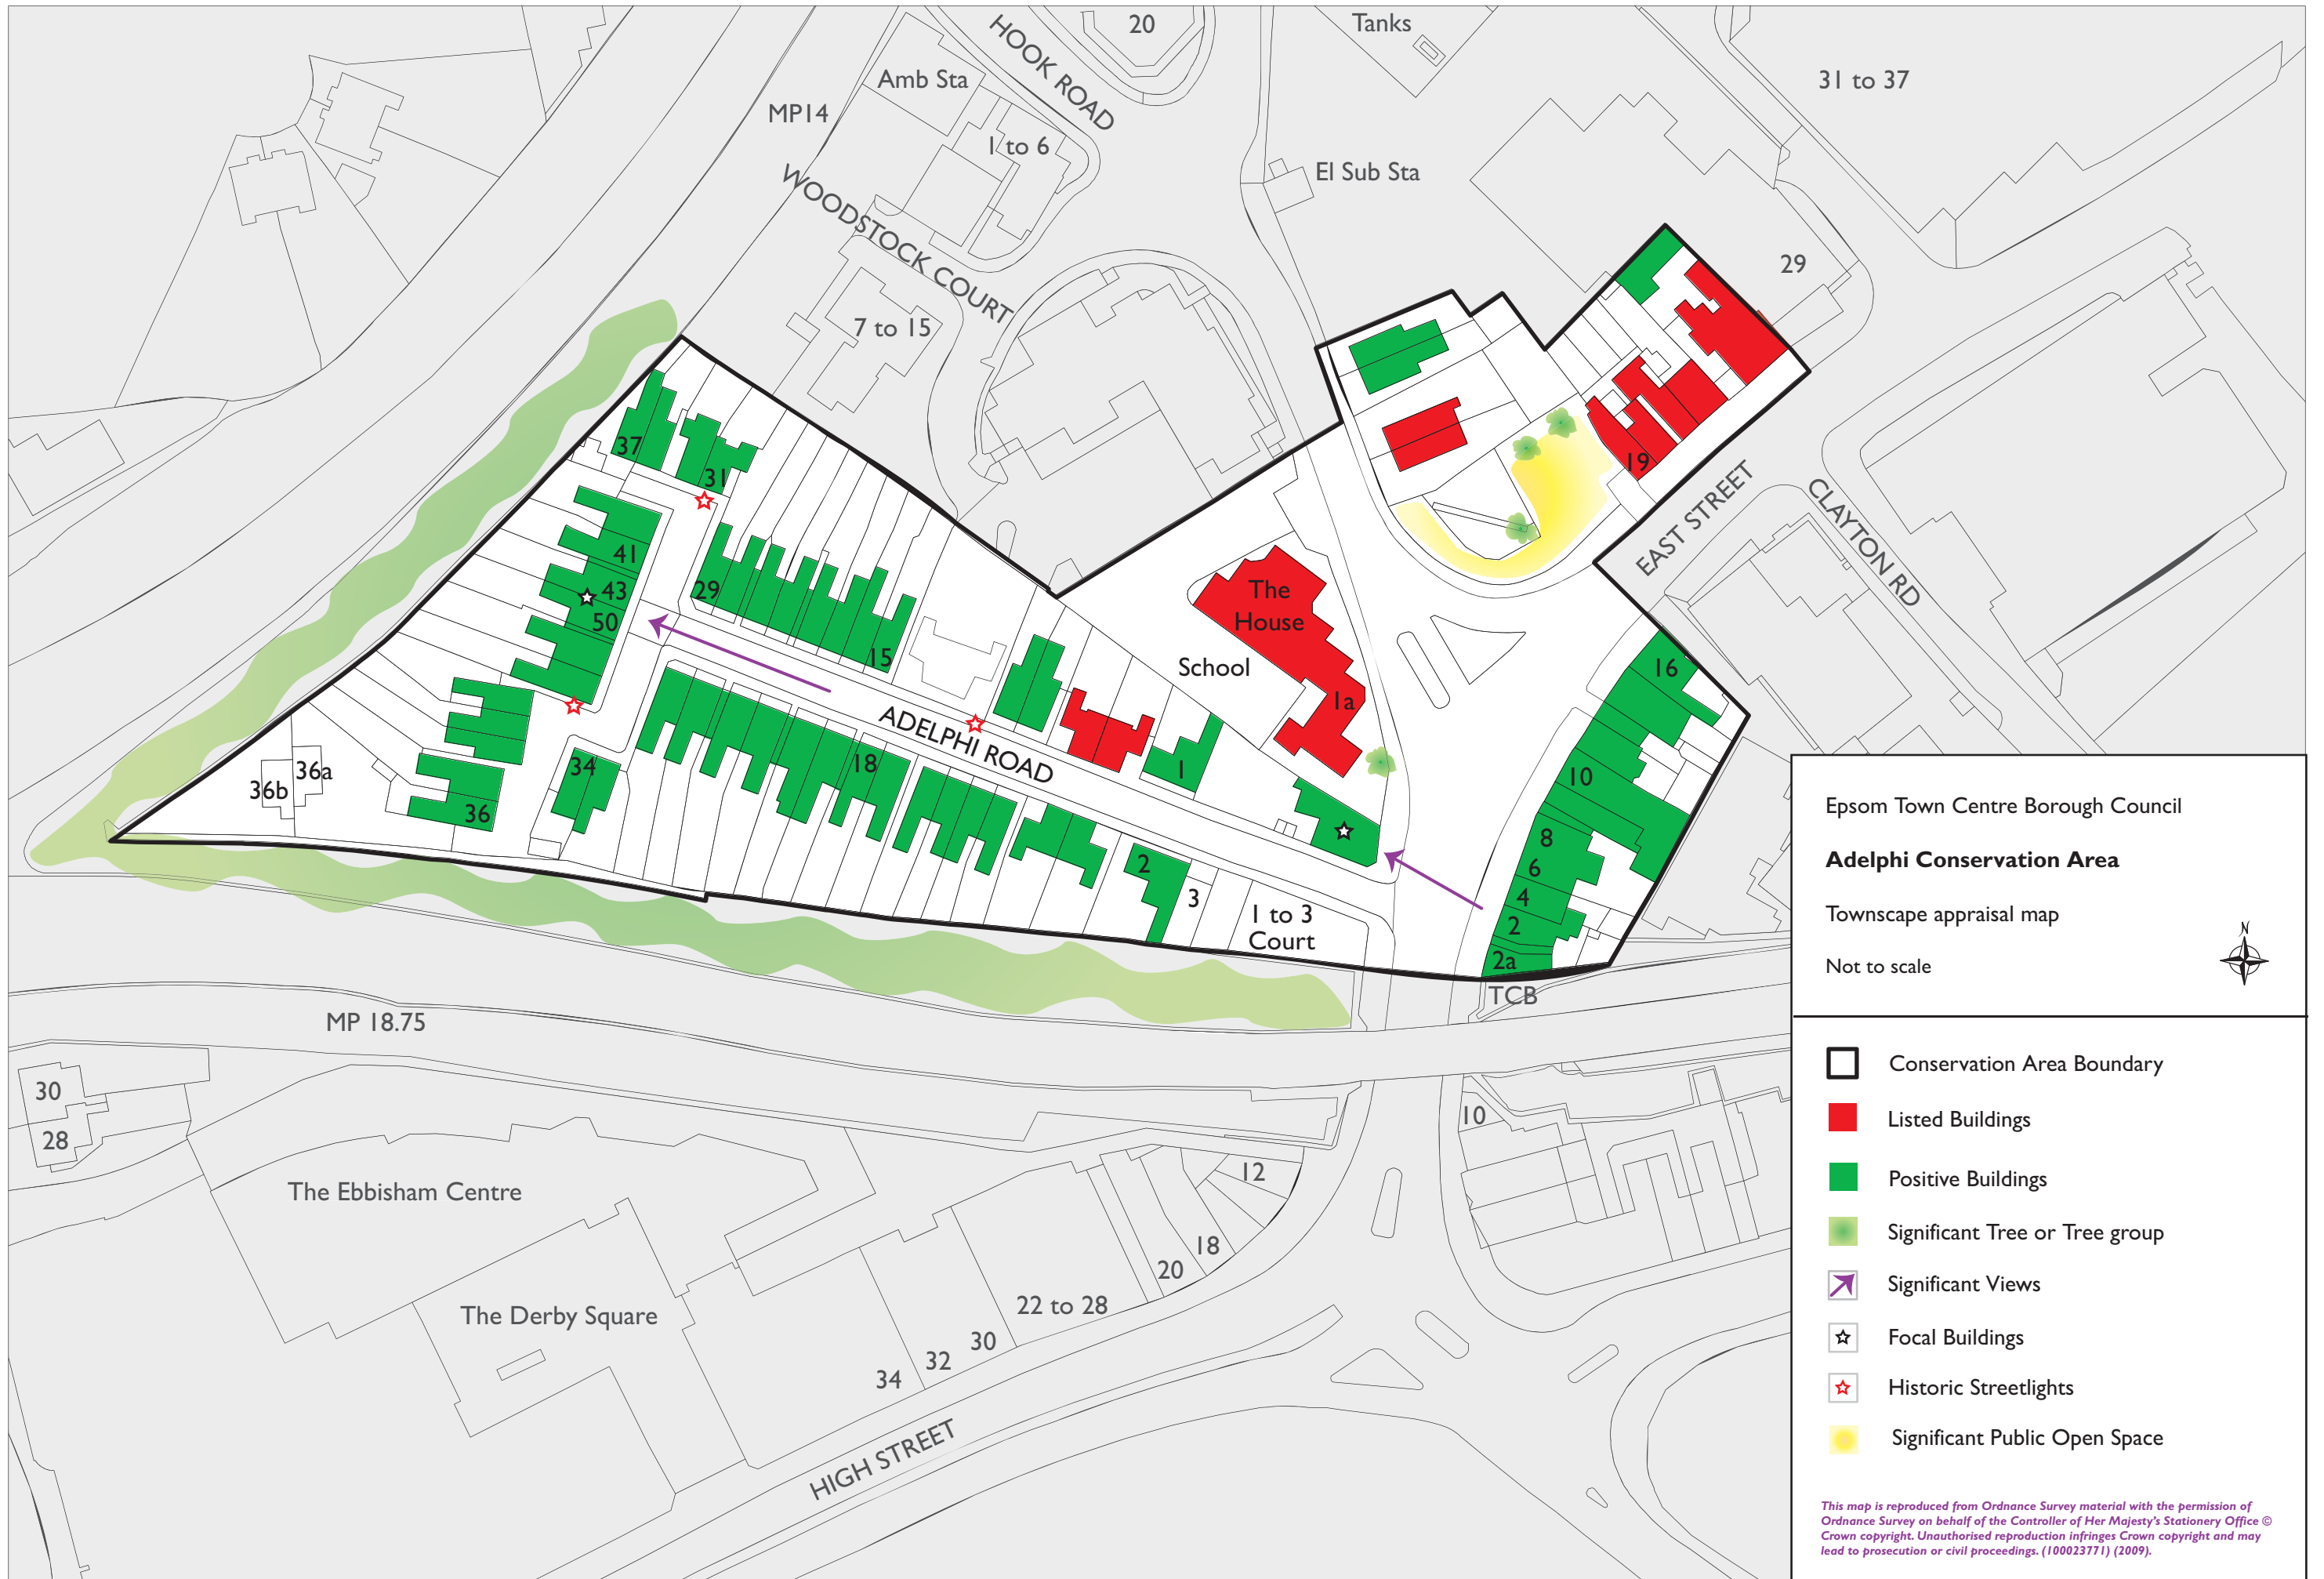 20
Tanks
HOOK ROAD
Amb Sta
31 to 37
MP14
1 to 6
El Sub Sta
WOODSTOCK COURT
29
7 to 15
37
31
19
EAST STREET
CLAYTON RD
41
43
50
29
15
The
House
School
1a
16
ADELPHI ROAD
18
34
1
10
36a
36b
36
8
6
4
2
2a
2
3
1 to 3
Court
TCB
MP 18.75
30
28
10
12
The Ebbisham Centre
18
20
22 to 28
The Derby Square
30
32
34
HIGH STREET
Epsom Town Centre Borough Council
Adelphi Conservation Area
Townscape appraisal map
Not to scale
N
Conservation Area Boundary
Listed Buildings
Positive Buildings
Significant Tree or Tree group
Significant Views
Focal Buildings
Historic Streetlights
Significant Public Open Space
This map is reproduced from Ordnance Survey material with the permission of
Ordnance Survey on behalf of the Controller of Her Majesty's Stationery Office ©
Crown copyright. Unauthorised reproduction infringes Crown copyright and may
lead to prosecution or civil proceedings. (100023771) (2009).